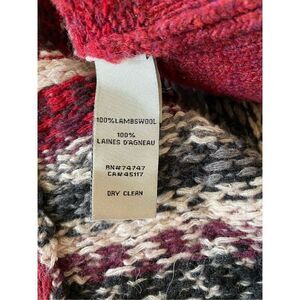 100% LAMBSWOOL
100%
LAINES D'AGNEAU
RN#74747
CA#45117
DRY CLEAN